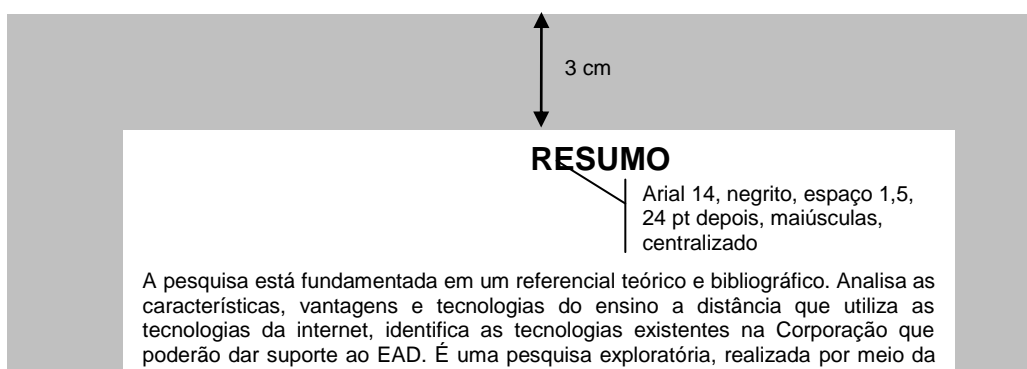 3 cm
RESUMO
Arial 14, negrito, espaço 1,5,
24 pt depois, maiúsculas,
centralizado
A pesquisa está fundamentada em um referencial teórico e bibliográfico. Analisa as
características, vantagens e tecnologias do ensino a distância que utiliza as
tecnologias da internet, identifica as tecnologias existentes na Corporação que
poderão dar suporte ao EAD. É uma pesquisa exploratória, realizada por meio da